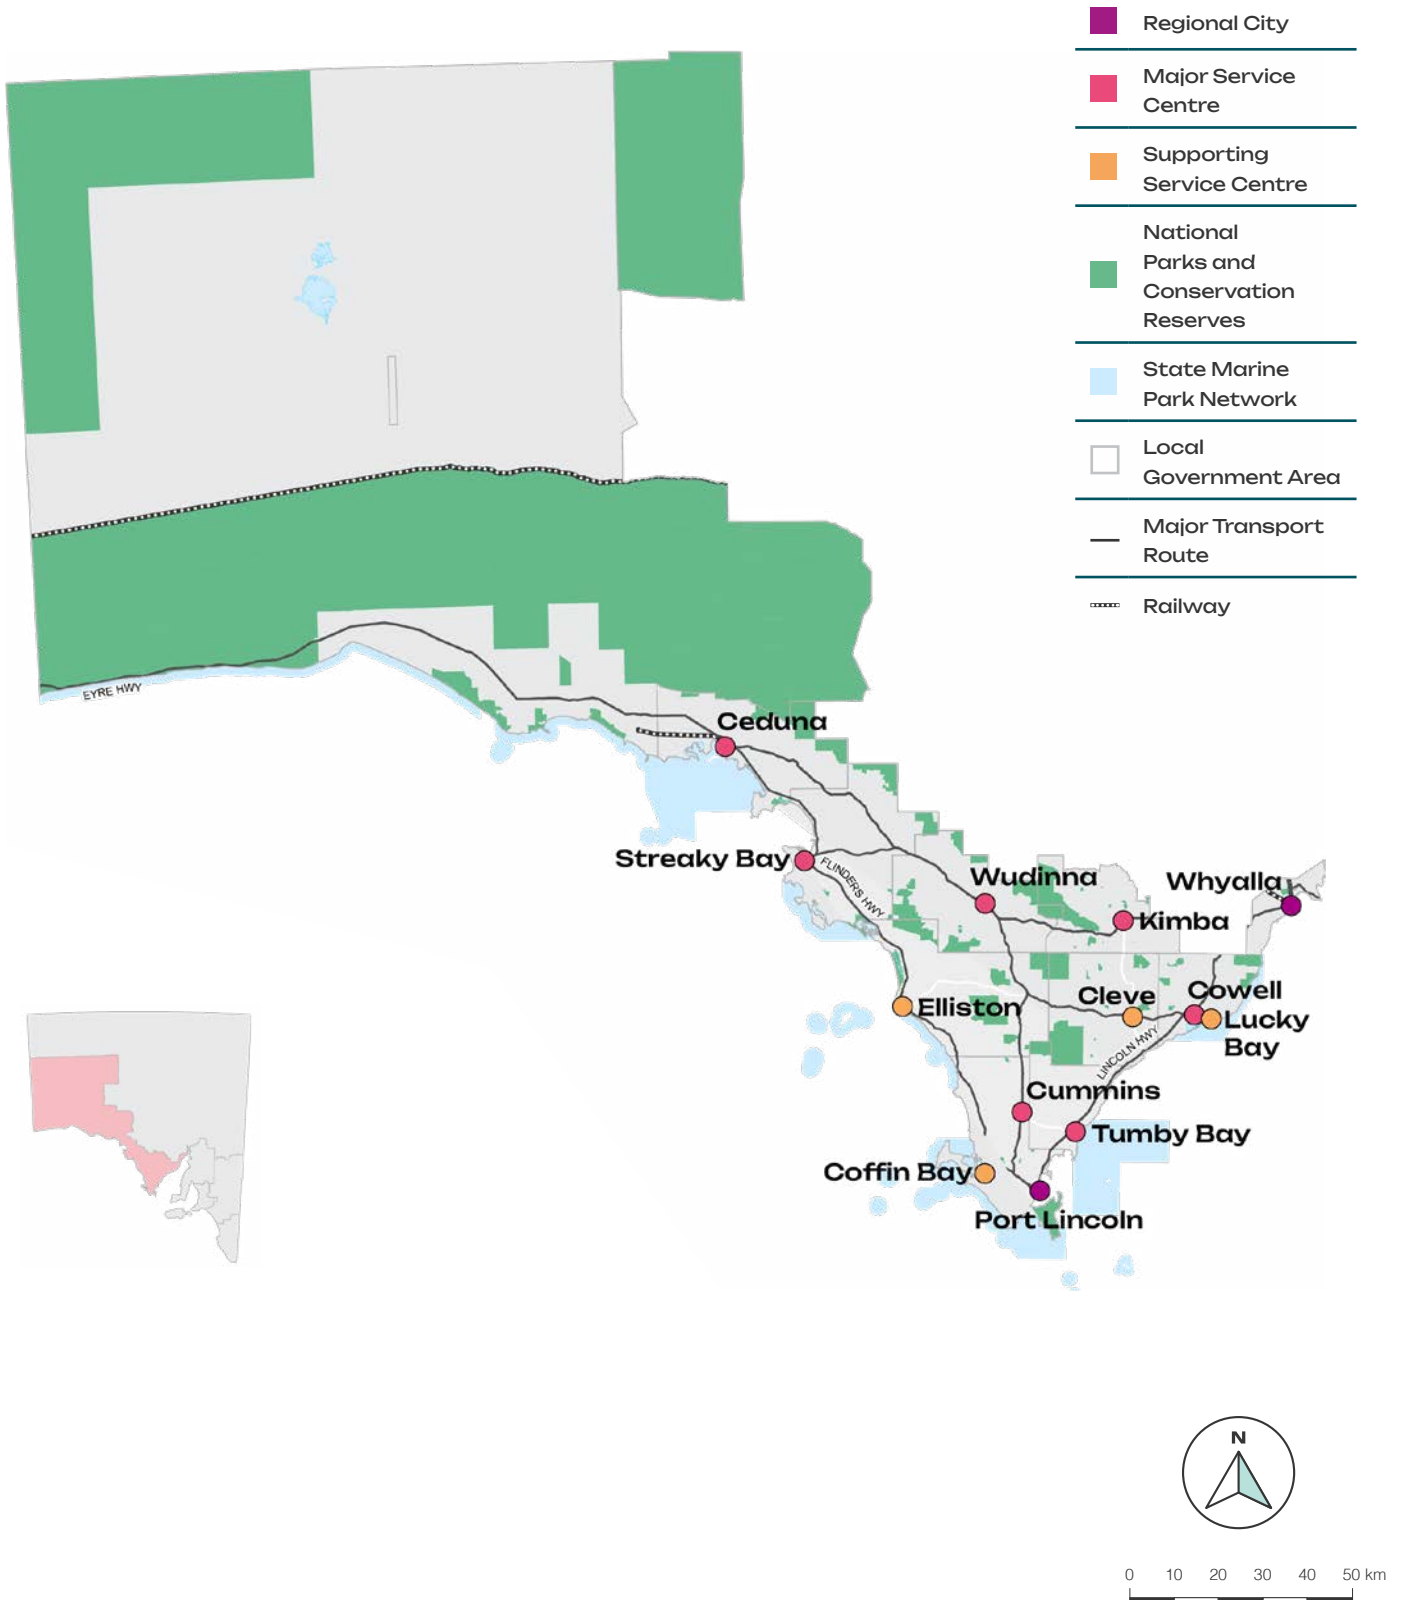 Regional City
Major Service
Centre
Supporting
Service Centre
National
Parks and
Conservation
Reserves
State Marine
Park Network
Local
Government Area
Major Transport
Route
Railway
EYRE HWY
Ceduna
Streaky Bay
FLINDERS HWY
Wudinna
Whyalla
Kimba
Elliston
Cleve
Cowell
Lucky
Bay
LINCOLN HWY
Cummins
Tumby Bay
Coffin Bay
Port Lincoln
N
0 10 20 30 40 50 km